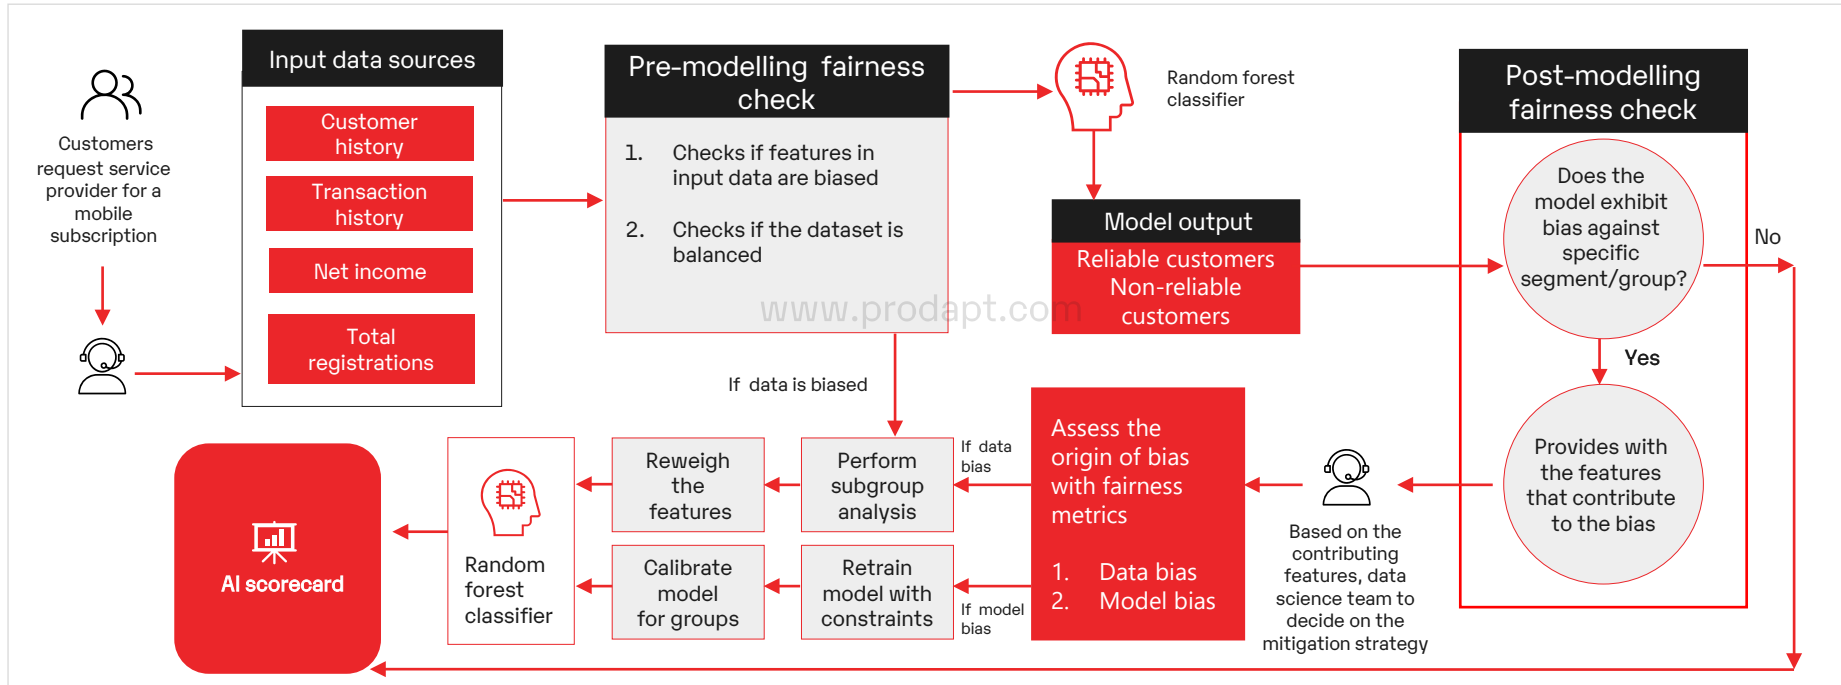 Customers
request service
provider for a
mobile
subscription
Input data sources
Customer
history
Transaction
history
Net income
Total
registrations
Pre-modelling fairness
check
1. Checks if features in
input data are biased
2. Checks if the dataset is
balanced
www.prodapt.com
Random forest
classifier
Model output
Reliable customers
Non-reliable
customers
Post-modelling
fairness check
Does the
model exhibit
bias against
specific
segment/group?
No
Yes
Provides with
the features
that contribute
to the bias
Based on the
contributing
features, data
science team to
decide on the
mitigation strategy
Assess the
origin of bias
with fairness
metrics
1. Data bias
2. Model bias
If data is biased
If data
bias
If model
bias
Perform
subgroup
analysis
Reweigh
the
features
Retrain
model with
constraints
Calibrate
model
for groups
Random
forest
classifier
AI scorecard